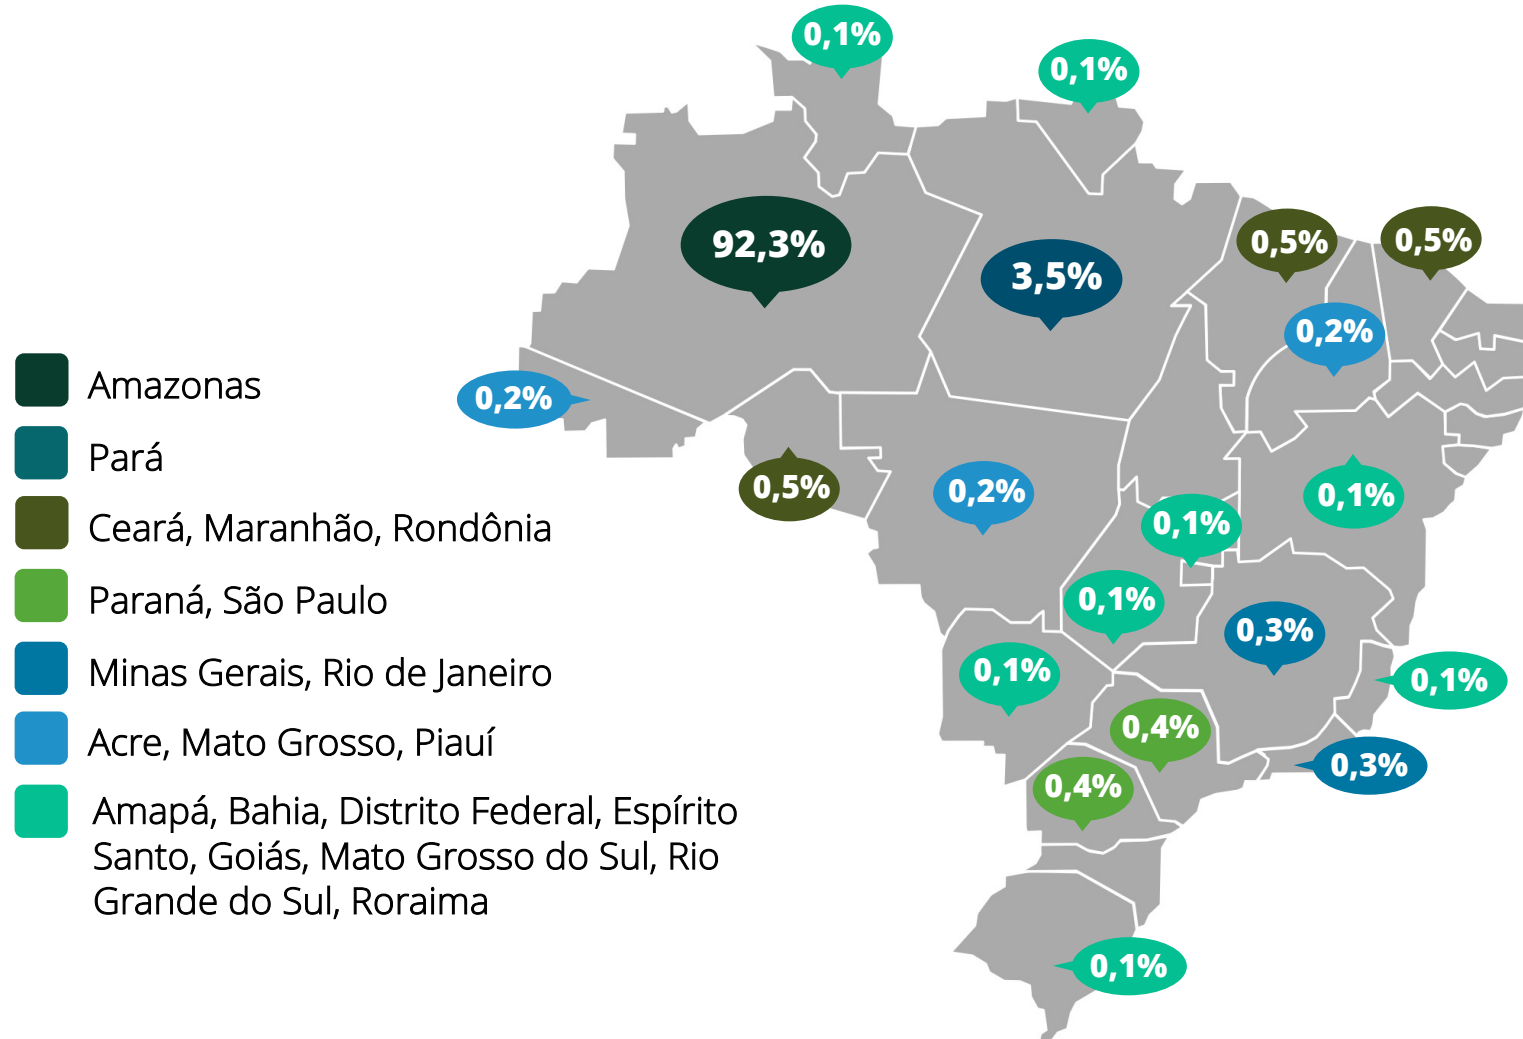 0,1%
0,1%
92,3%
3,5%
0,5%
0,5%
0,2%
0,2%
0,5%
0,2%
0,1%
0,1%
0,1%
0,3%
0,1%
0,1%
0,4%
0,3%
0,4%
0,1%
Amazonas
Pará
Ceará, Maranhão, Rondônia
Paraná, São Paulo
Minas Gerais, Rio de Janeiro
Acre, Mato Grosso, Piauí
Amapá, Bahia, Distrito Federal, Espírito
Santo, Goiás, Mato Grosso do Sul, Rio
Grande do Sul, Roraima